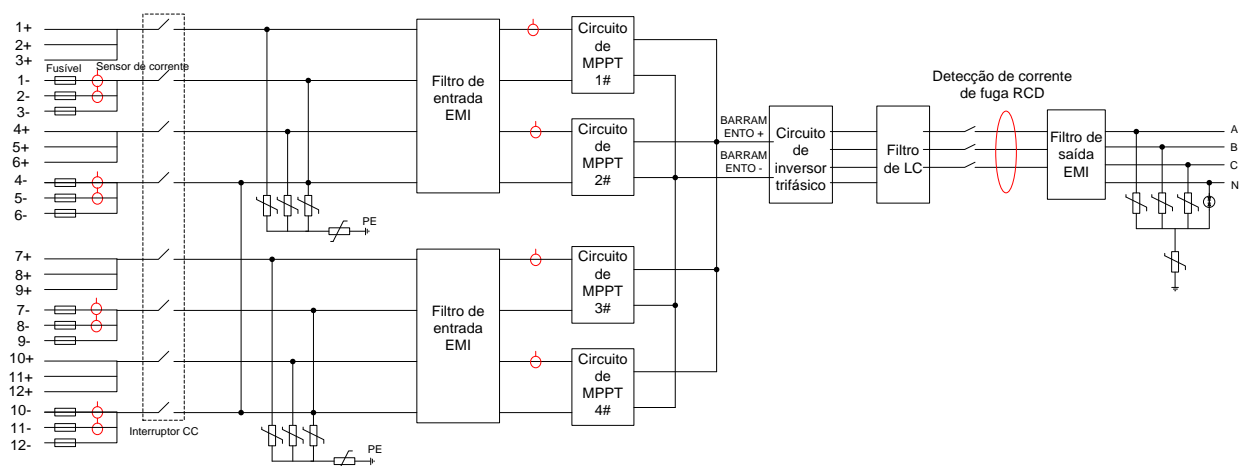 1+
2+
3+
Fusível
Sensor de corrente
1-
2-
3-
4+
5+
6+
4-
5-
6-
7+
8+
9+
7-
8-
9-
10+
11+
12+
10-
11-
12-
Interruptor CC
PE
PE
Filtro de
entrada
EMI
Filtro de
entrada
EMI
Circuito
de
MPPT
1#
Circuito
de
MPPT
2#
Circuito
de
MPPT
3#
Circuito
de
MPPT
4#
BARRAM
ENTO +
BARRAM
ENTO -
Circuito
de
inversor
trifásico
Filtro
de LC
Detecção de corrente
de fuga RCD
Filtro de
saída
EMI
A
B
C
N